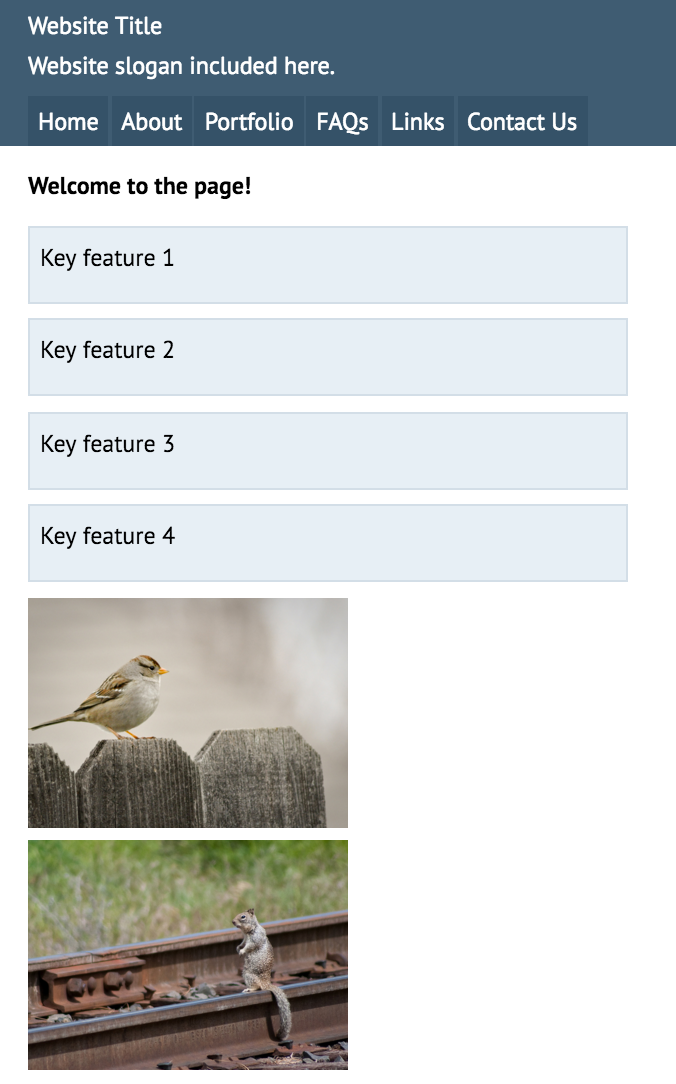 Website Title
Website slogan included here.
Home About Portfolio FAQs Links Contact Us
Welcome to the page!
Key feature 1
Key feature 2
Key feature 3
Key feature 4